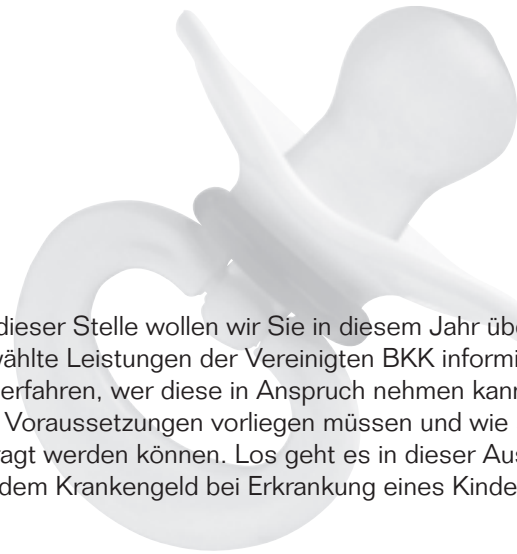 dieser Stelle wollen wir Sie in diesem Jahr üb
wählte Leistungen der Vereinigten BKK informi
erfahren, wer diese in Anspruch nehmen kann
Voraussetzungen vorliegen müssen und wie
ragt werden können. Los geht es in dieser Aus
dem Krankengeld bei Erkrankung eines Kinde